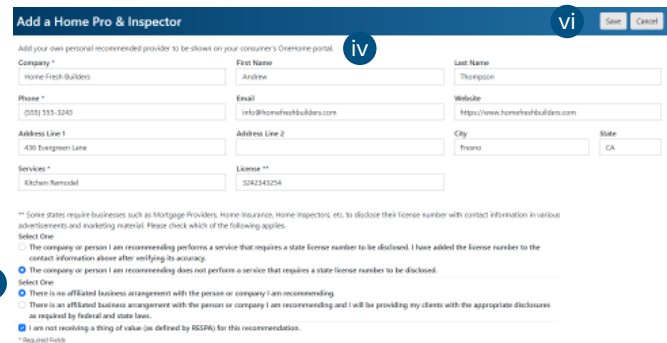 Add a Home Pro & Inspector vi Save Cancel
Add your own personal recommended provider to be shown on your consumer's OneHome portal. iv
Company * First Name Last Name
Home Fresh Builders Andrew Thompson
Phone * Email Website
(555) 555-3243 info@homefreshbuilders.com https://www.homefreshbuilders.com
Address Line 1 Address Line 2 City State
436 Evergreen Lane Fresno CA
Services * License **
Kitchen Remodel 3242343254
** Some states require businesses such as Mortgage Providers, Home Insurance, Home Inspectors, etc. to disclose their license number with contact information in various
advertisements and marketing material. Please check which of the following applies.
Select One
The company or person I am recommending performs a service that requires a state license number to be disclosed. I have added the license number to the
contact information above after verifying its accuracy.
The company or person I am recommending does not perform a service that requires a state license number to be disclosed.
Select One
There is no affiliated business arrangement with the person or company I am recommending.
There is an affiliated business arrangement with the person or company I am recommending and I will be providing my clients with the appropriate disclosures
as required by federal and state laws.
I am not receiving a thing of value (as defined by RESPA) for this recommendation.
* Required Fields